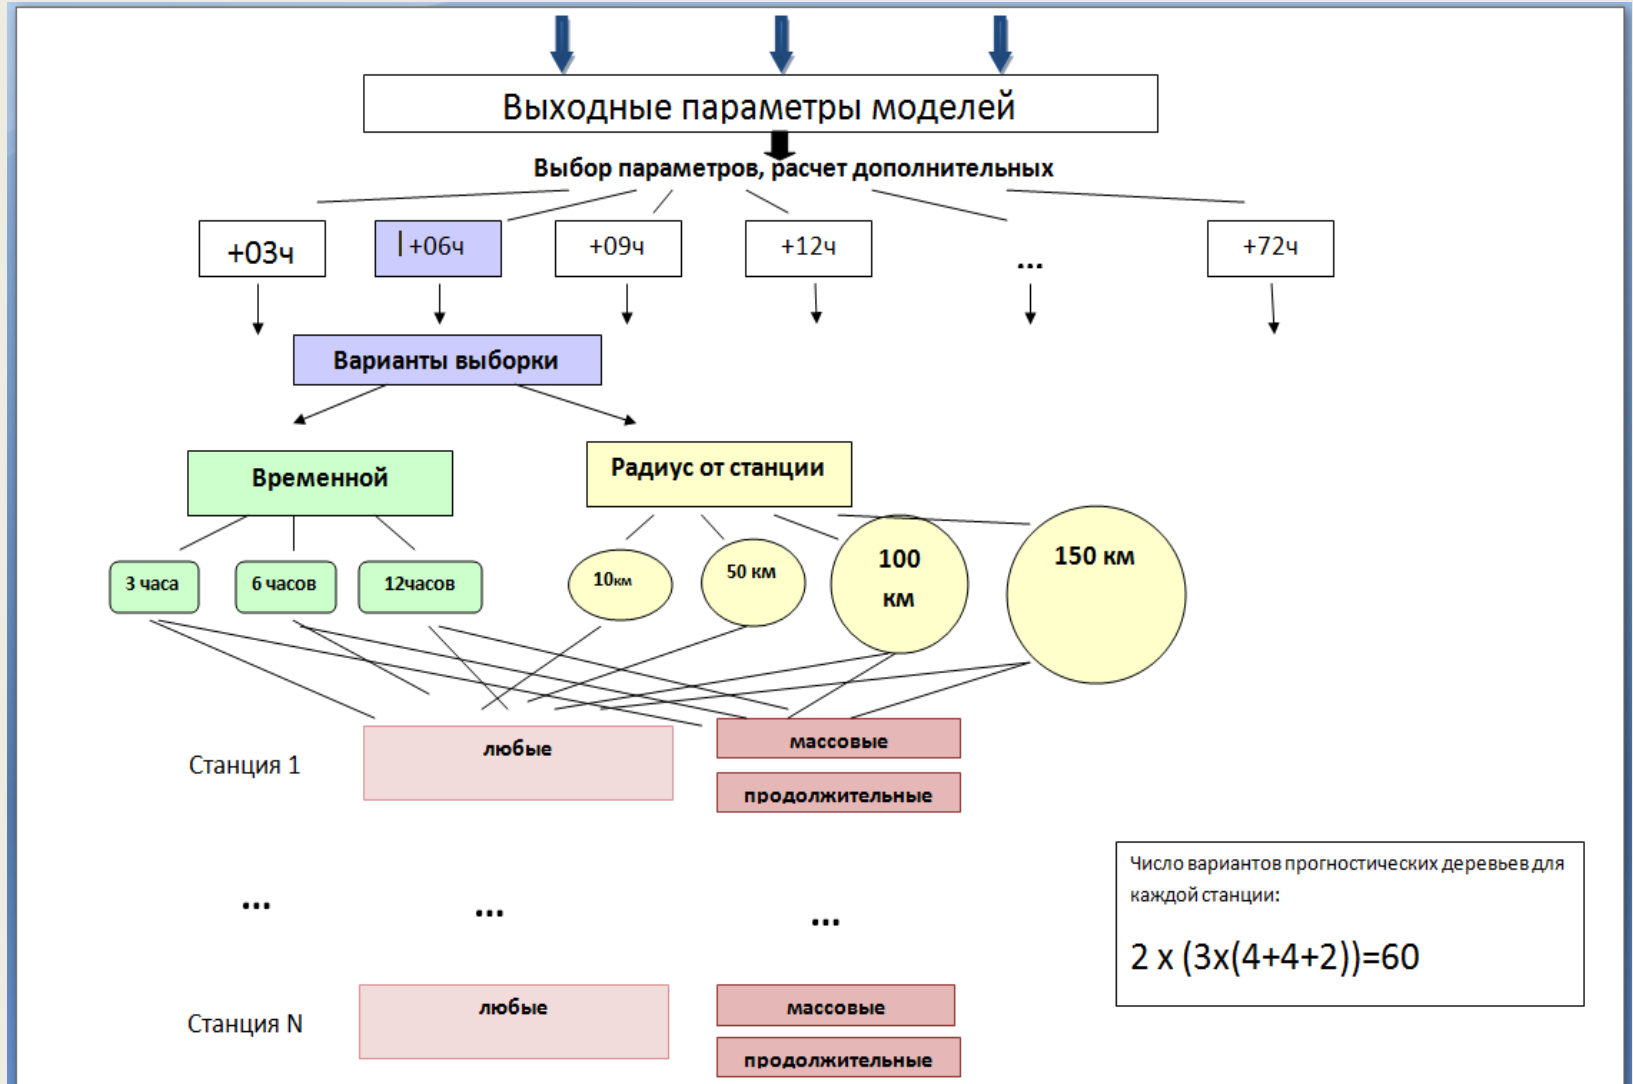 Выходные параметры моделей
Выбор параметров, расчет дополнительных
+03ч
+06ч
+09ч
+12ч
...
+72ч
Варианты выборки
Временной
Радиус от станции
3 часа
6 часов
12часов
10км
50 км
100
км
150 км
Станция 1
любые
массовые
продолжительные
...
...
...
Число вариантов прогностических деревьев для
каждой станции:
2 x (3x(4+4+2))=60
Станция N
любые
массовые
продолжительные